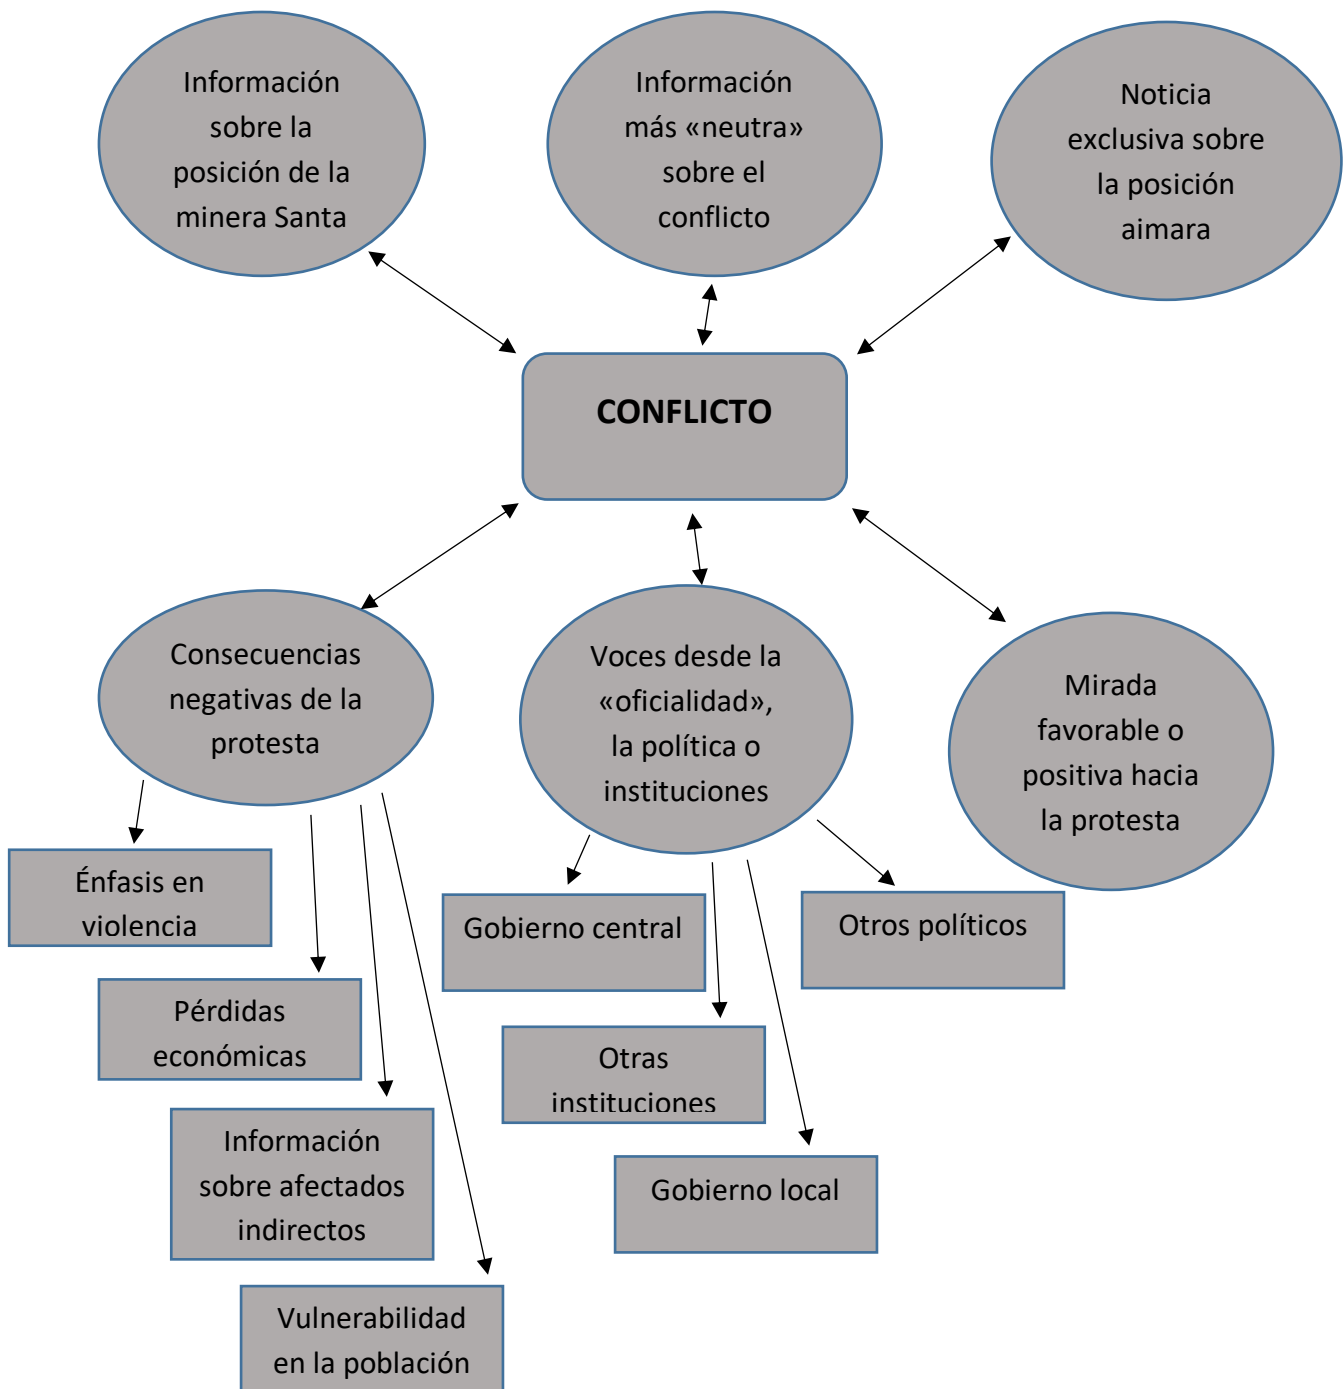 Información
sobre la
posición de la
minera Santa
Información
más «neutra»
sobre el
conflicto
Noticia
exclusiva sobre
la posición
aimara
CONFLICTO
Consecuencias
negativas de la
protesta
Voces desde la
«oficialidad»,
la política o
instituciones
Mirada
favorable o
positiva hacia
la protesta
Énfasis en
violencia
Pérdidas
económicas
Información
sobre afectados
indirectos
Vulnerabilidad
en la población
Gobierno central
Otras
instituciones
Gobierno local
Otros políticos